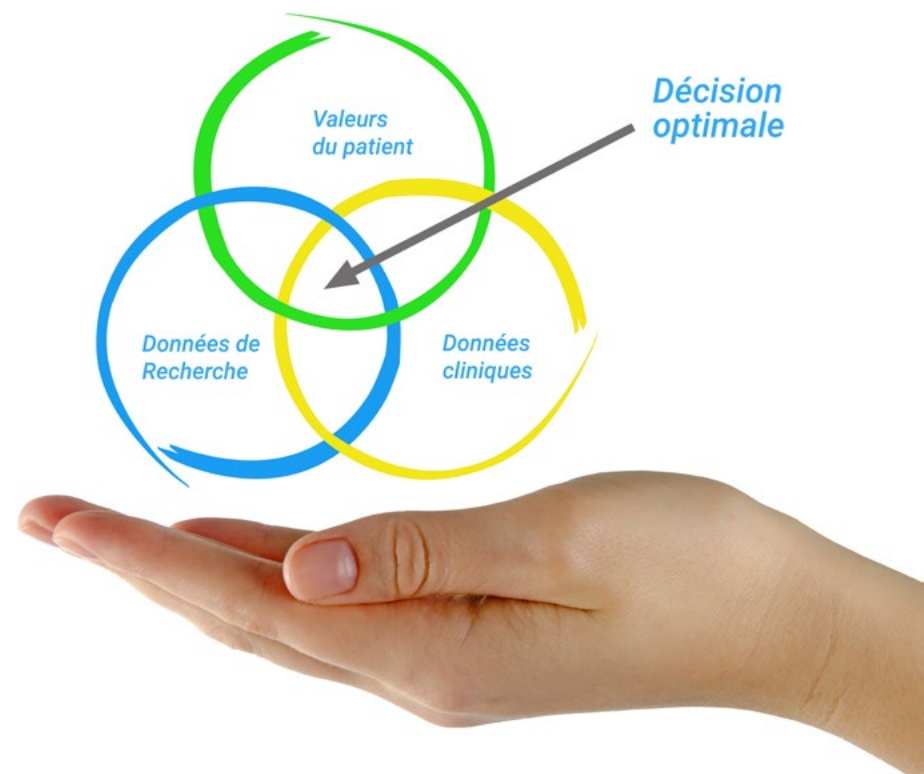 Valeurs
du patient
Décision
optimale
Données de
Recherche
Données
cliniques